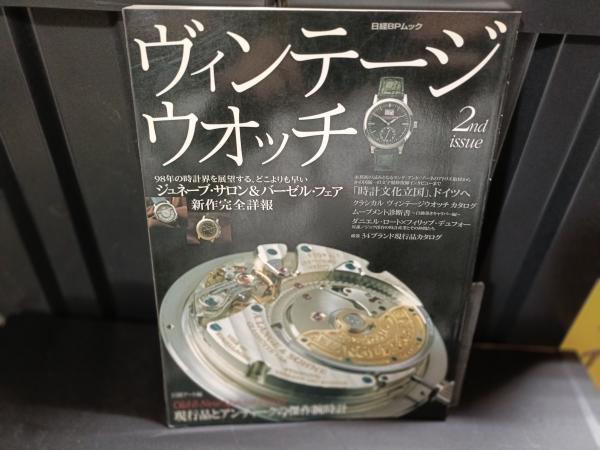 日経BPムック
ヴィンテージ
ウオッチ
2nd
issue
98年の時計界を展望する、どこよりも早い
ジュネーブ・サロン&バーゼル・フェア
新作完全詳報
「時計文化立国」、ドイツへ
クラシカル ヴィンテージウオッチ カタログ
ムーブメント診断書
ダニエル・ロート×フィリップ・デュフォー
34ブランド現行品カタログ
現行品とアンティークの傑作腕時計